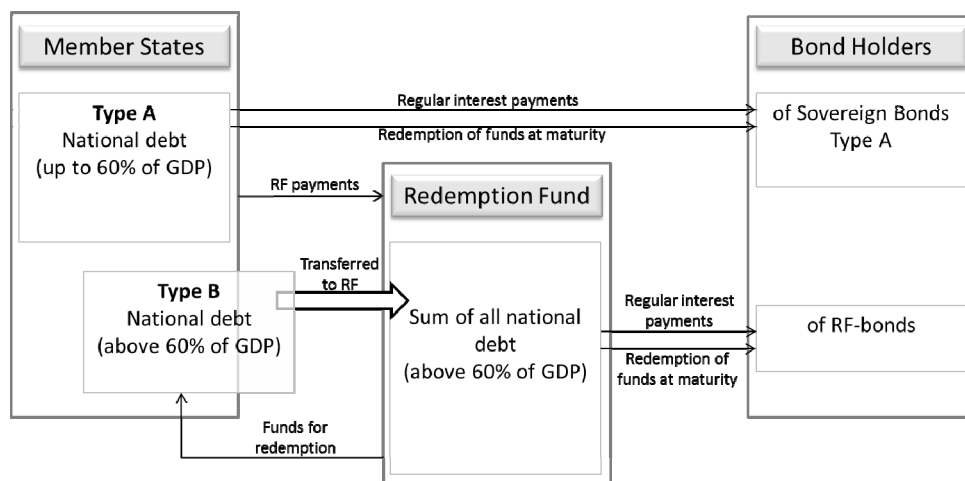 Member States
Bond Holders
Type A
National debt
(up to 60% of GDP)
Regular interest payments
Redemption of funds at maturity
of Sovereign Bonds
Type A
RF payments
Redemption Fund
Type B
National debt
(above 60% of GDP)
Transferred
to RF
Sum of all national
debt
(above 60% of GDP)
Regular interest
payments
Redemption of
funds at maturity
of RF-bonds
Funds for
redemption